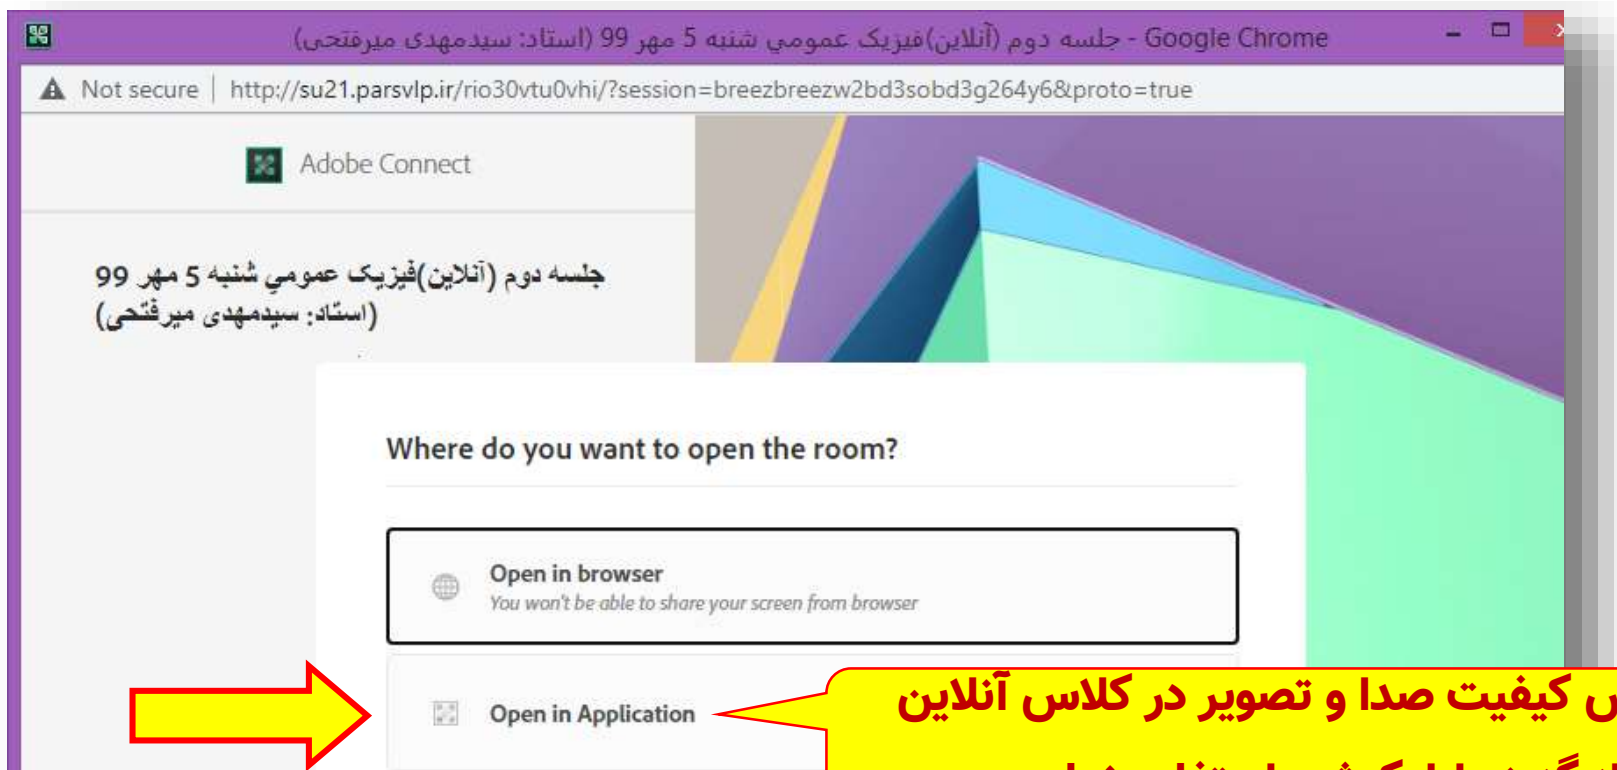 جلسه دوم (آنلاین)فیزیک عمومي شنبه 5 مهر 99 (استاد: سیدمهدی میرفتحی) - Google Chrome
Not secure | http://su21.parsvlp.ir/rio30vtu0vhi/?session=breezbreezw2bd3sobd3g264y6&proto=true
Adobe Connect
جلسه دوم (آنلاین)فیزیک عمومي شنبه 5 مهر 99
(استاد: سیدمهدی میرفتحی)
Where do you want to open the room?
Open in browser
You won't be able to share your screen from browser
Open in Application
کیفیت صدا و تصویر در کلاس آنلاین